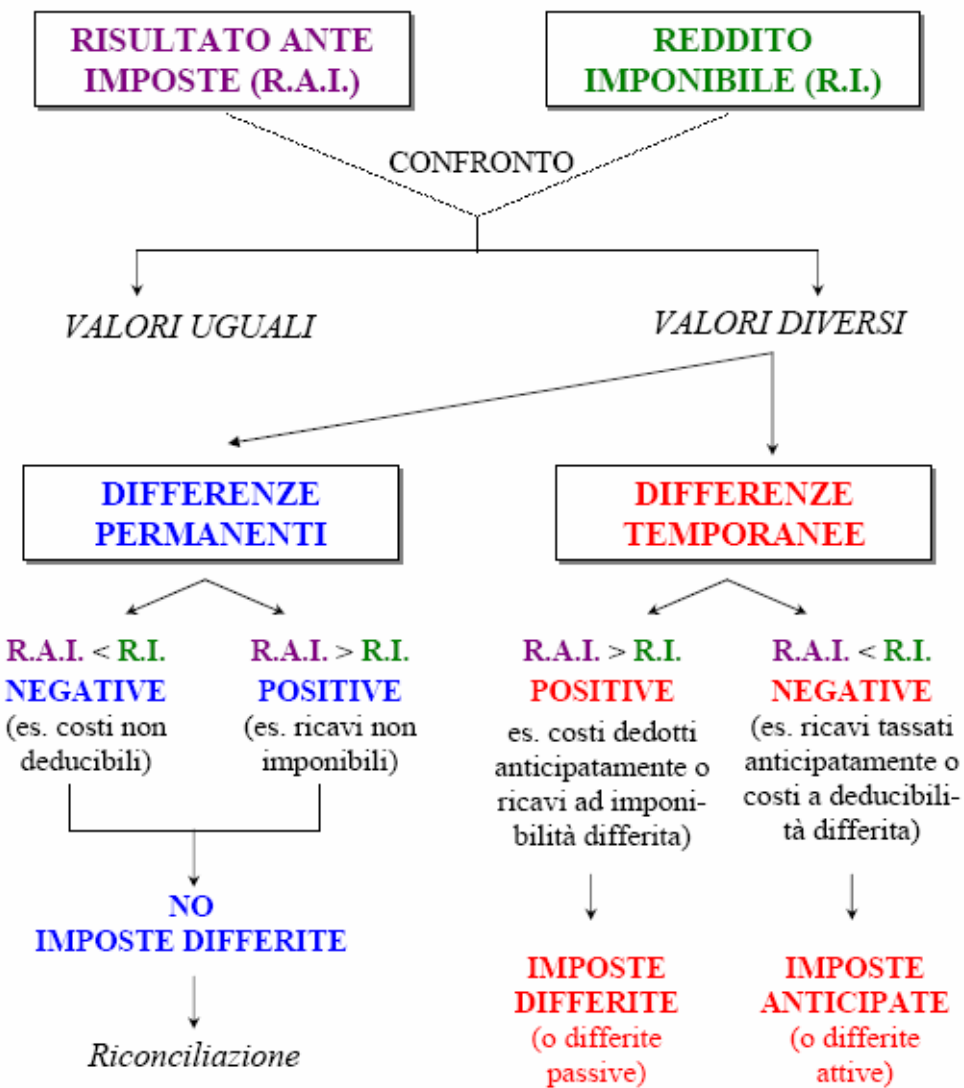 RISULTATO ANTE
IMPOSTE (R.A.I.)
REDDITO
IMPONIBILE (R.I.)
CONFRONTO
VALORI UGUALI
VALORI DIVERSI
DIFFERENZE
PERMANENTI
DIFFERENZE
TEMPORANEE
R.A.I. < R.I.
NEGATIVE
(es. costi non
deducibili)
R.A.I. > R.I.
POSITIVE
(es. ricavi non
imponibili)
R.A.I. > R.I.
POSITIVE
es. costi dedotti
anticipatamente o
ricavi ad imponi-
bilità differita)
R.A.I. < R.I.
NEGATIVE
(es. ricavi tassati
anticipatamente o
costi a deducibili-
tà differita)
NO
IMPOSTE DIFFERITE
Riconciliazione
IMPOSTE
DIFFERITE
(o differite
passive)
IMPOSTE
ANTICIPATE
(o differite
attive)